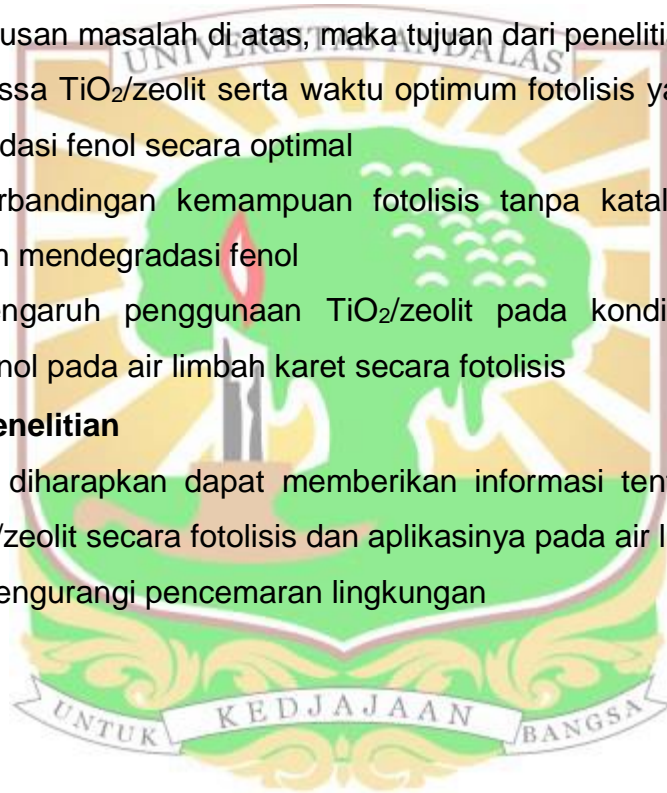 usan masalah di atas, maka tujuan dari peneliti
UNIVERSITAS ANDALAS
ssa TiO₂/zeolit serta waktu optimum fotolisis ya
dasi fenol secara optimal
rbandingan kemampuan fotolisis tanpa katal
n mendegradasi fenol
engaruh penggunaan TiO₂/zeolit pada kondi
nol pada air limbah karet secara fotolisis
enelitian
diharapkan dapat memberikan informasi ten
/zeolit secara fotolisis dan aplikasinya pada air l
engurangi pencemaran lingkungan
UNTUK KEDJAJAAN BANGSA